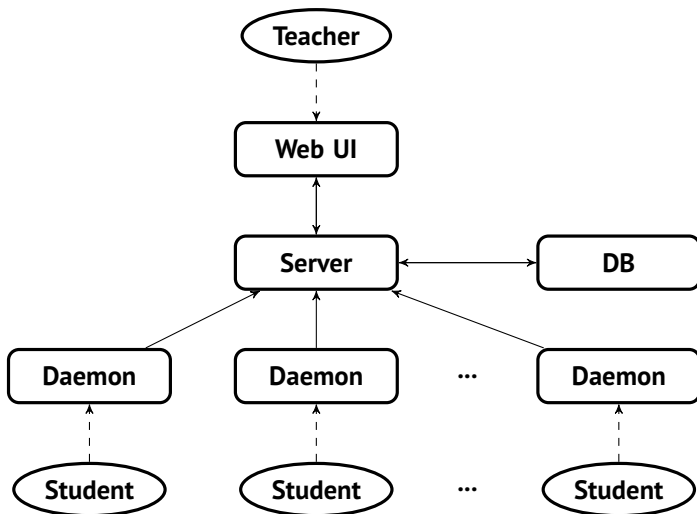 Teacher
Web UI
Server DB
Daemon Daemon ... Daemon
Student Student ... Student